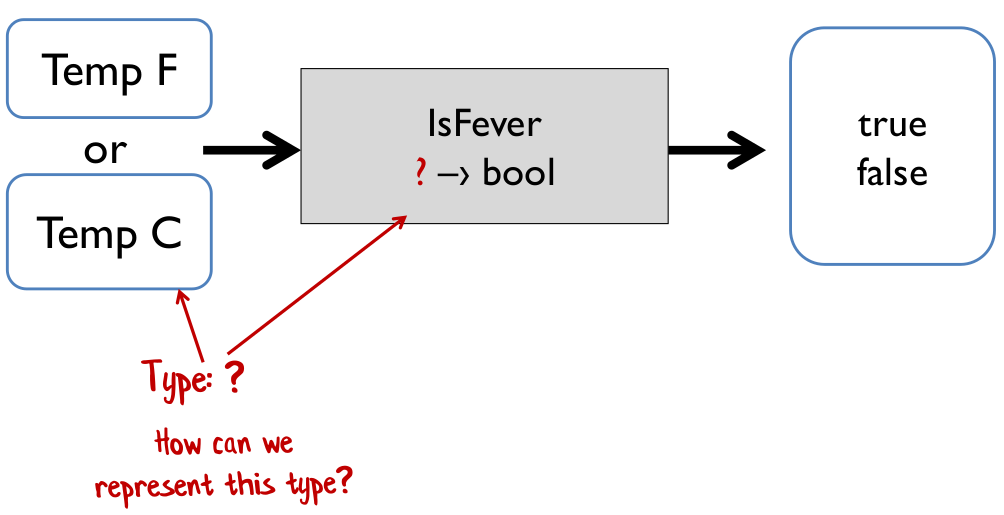 Temp F
or
Temp C
IsFever
? –› bool
true
false
Type: ?
How can we
represent this type?